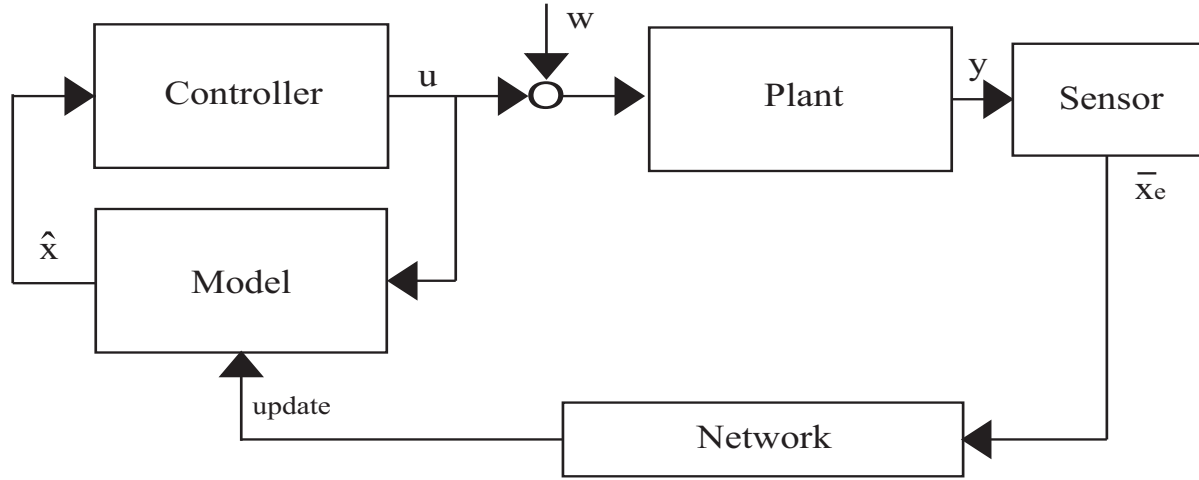 w
Controller
u
Plant
y
Sensor
x̄e
x̂
Model
update
Network